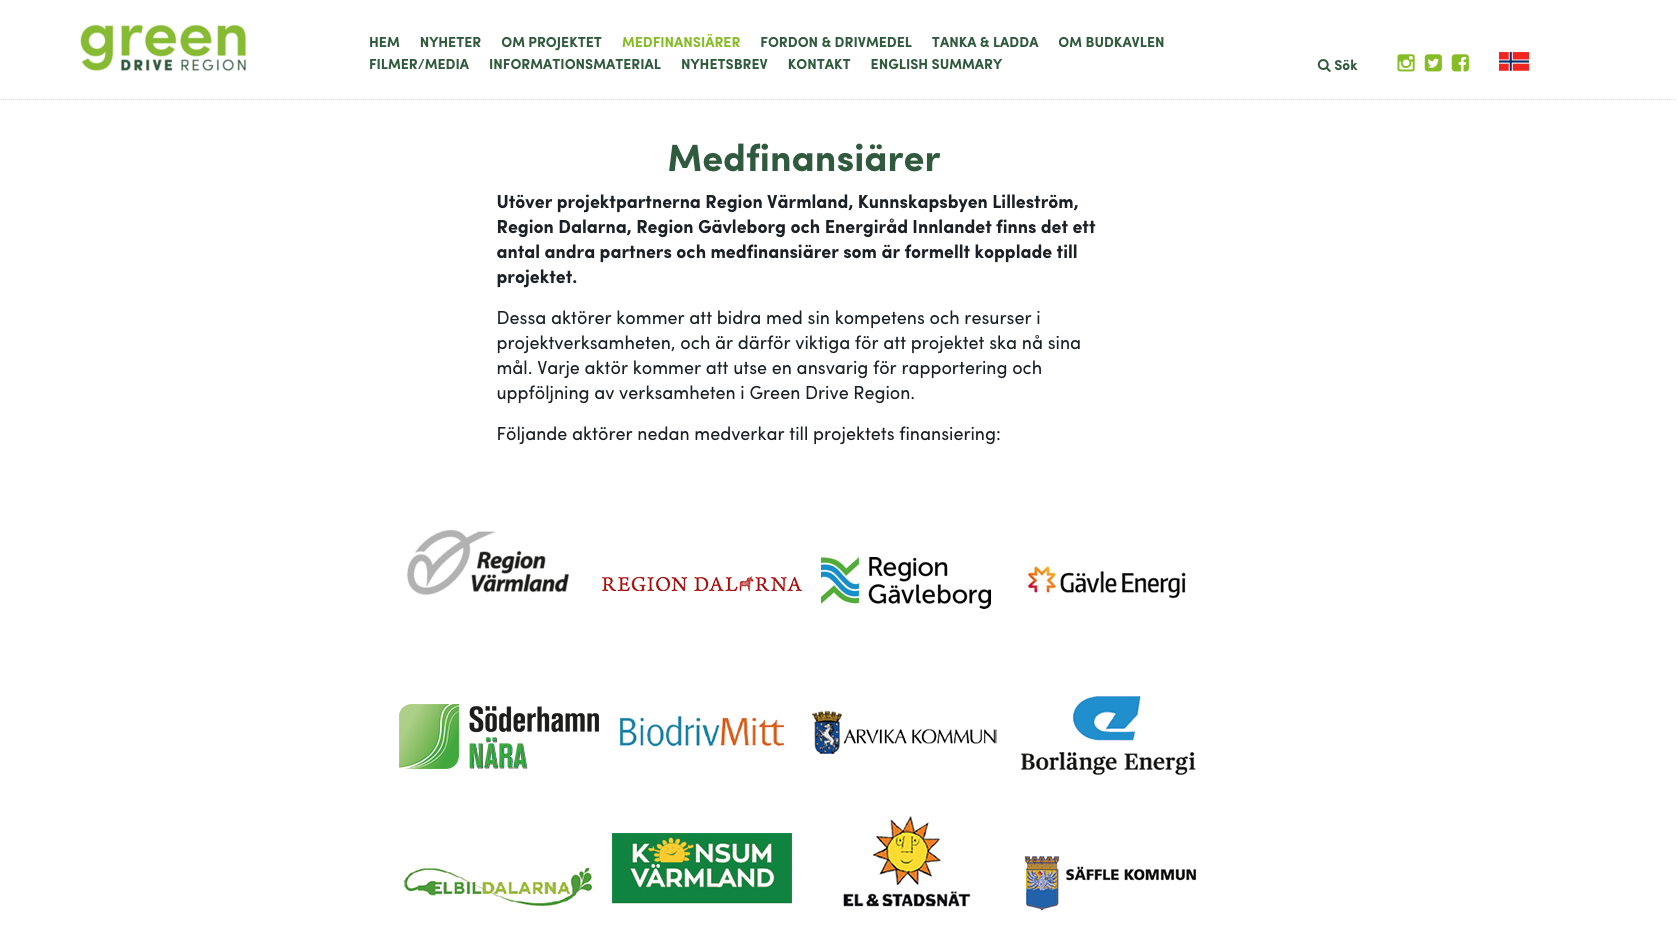 green
DRIVE REGION
HEM NYHETER OM PROJEKTET MEDFINANSIÄRER FORDON & DRIVMEDEL TANKA & LADDA OM BUDKAVLEN
FILMER/MEDIA INFORMATIONSMATERIAL NYHETSBREV KONTAKT ENGLISH SUMMARY
Sök
Medfinansiärer
Utöver projektpartnerna Region Värmland, Kunnskapsbyen Lilleström,
Region Dalarna, Region Gävleborg och Energiråd Innlandet finns det ett
antal andra partners och medfinansiärer som är formellt kopplade till
projektet.
Dessa aktörer kommer att bidra med sin kompetens och resurser i
projektverksamheten, och är därför viktiga för att projektet ska nå sina
mål. Varje aktör kommer att utse en ansvarig för rapportering och
uppföljning av verksamheten i Green Drive Region.
Följande aktörer nedan medverkar till projektets finansiering:
Region
Värmland
REGION DALARNA
Region
Gävleborg
Gävle Energi
Söderhamn
NÄRA
BiodrivMitt
ARVIKA KOMMUN
Borlänge Energi
ELBILDALARNA
KONSUM
VÄRMLAND
EL & STADSNÄT
SÄFFLE KOMMUN